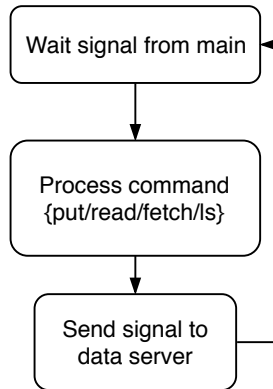 Wait signal from main
Process command
{put/read/fetch/ls}
Send signal to
data server